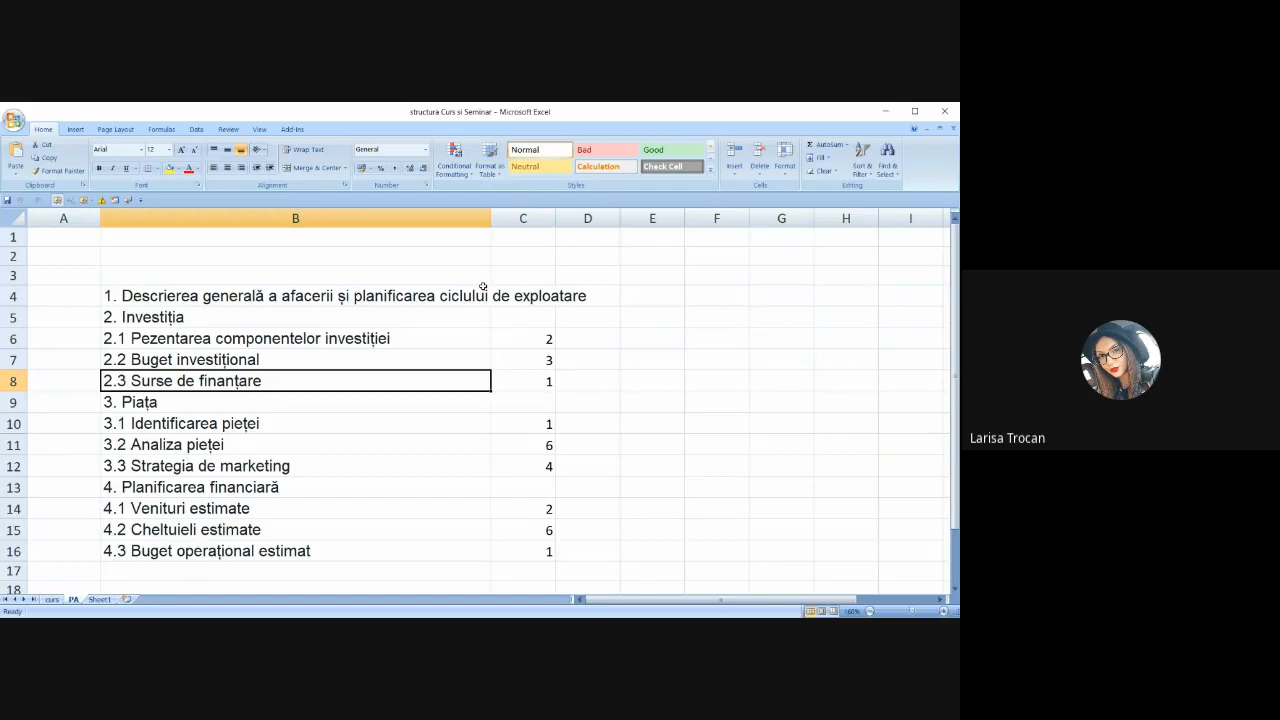 structura Curs si Seminar - Microsoft Excel
Home Insert Page Layout Formulas Data Review View Add-Ins
Paste Cut Copy Format Painter Clipboard
Arial 12 Font
Wrap Text Merge & Center Alignment
General Number
Conditional Formatting Format as Table
Normal Bad Good
Neutral Calculation Check Cell
Styles
Insert Delete Format Cells
AutoSum Fill Clear Sort & Filter Find & Select Editing
A B C D E F G H I
1
2
3
4 1. Descrierea generală a afacerii și planificarea ciclului de exploatare
5 2. Investiția
6 2.1 Pezentarea componentelor investiției 2
7 2.2 Buget investițional 3
8 2.3 Surse de finanțare 1
9 3. Piața
10 3.1 Identificarea pieței 1
11 3.2 Analiza pieței 6
12 3.3 Strategia de marketing 4
13 4. Planificarea financiară
14 4.1 Venituri estimate 2
15 4.2 Cheltuieli estimate 6
16 4.3 Buget operațional estimat 1
17
18
curs PA Sheet1
Ready 160%
Larisa Trocan